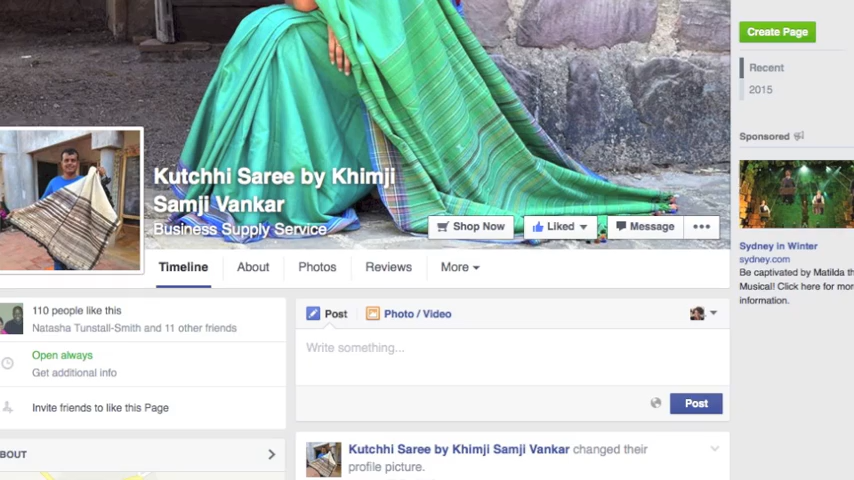 Create Page
Recent
2015
Sponsored
Kutchhi Saree by Khimji
Samji Vankar
Business Supply Service
Shop Now
Liked
Message
Sydney in Winter
sydney.com
Be captivated by Matilda th
Musical! Click here for mor
information.
Timeline
About
Photos
Reviews
More
110 people like this
Natasha Tunstall-Smith and 11 other friends
Open always
Get additional info
Invite friends to like this Page
BOUT
Post
Photo / Video
Write something...
Post
Kutchhi Saree by Khimji Samji Vankar changed their
profile picture.